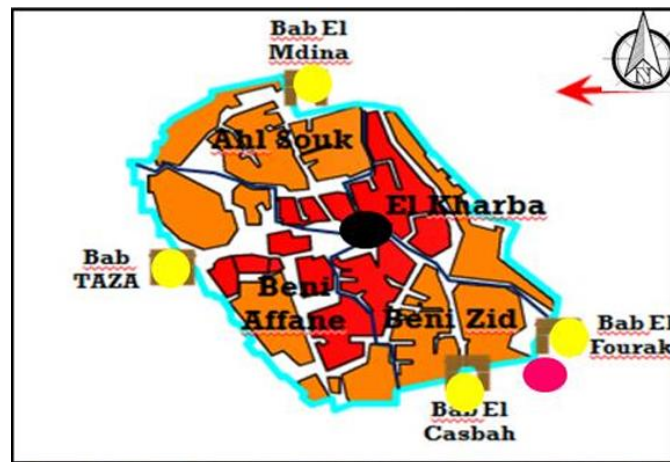 Bab El
Mdina
N
Ahl Souk
El Kharba
Bab
TAZA
Beni
Affane
Beni Zid
Bab El
Fourak
Bab El
Casbah